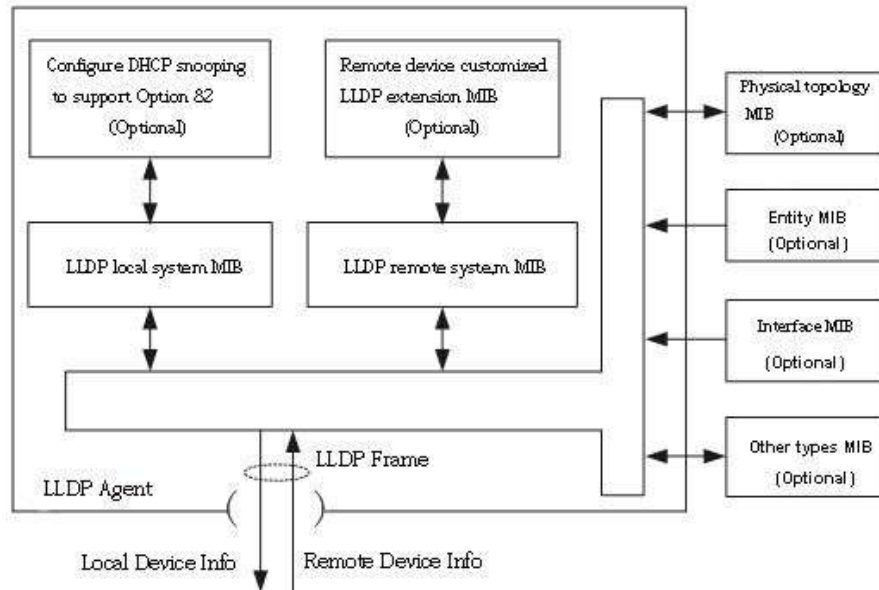 Configure DHCP snooping
to support Option 82
(Optional)
Remote device customized
LLDP extension MIB
(Optional)
Physical topology
MIB
(Optional)
LLDP local system MIB
LLDP remote syste,m MIB
Entity MIB
(Optional)
Interface MIB
(Optional)
Other types MIB
(Optional)
LLDP Frame
LLDP Agent
Local Device Info
Remote Device Info